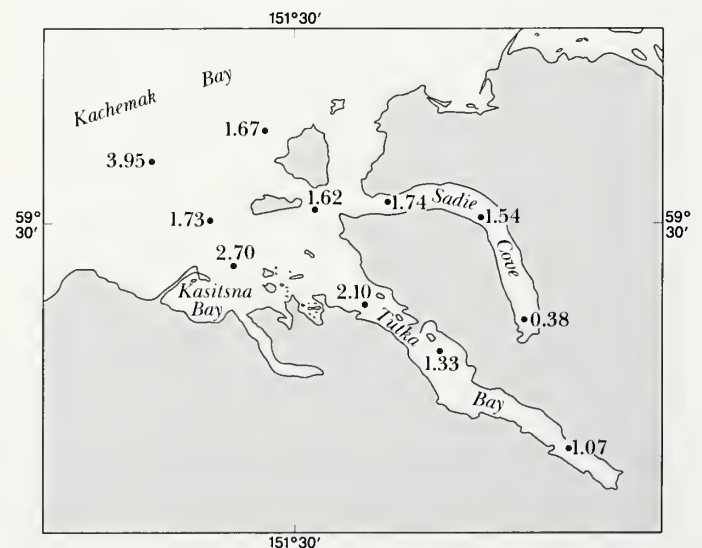 151°30'
Kachemak Bay
1.67
3.95
1.62
1.74
Sadie
1.54
59°
30'
59°
30'
1.73
Cove
2.70
Kasitsna
Bay
2.10
Tutka
0.38
1.33
Bay
1.07
151°30'